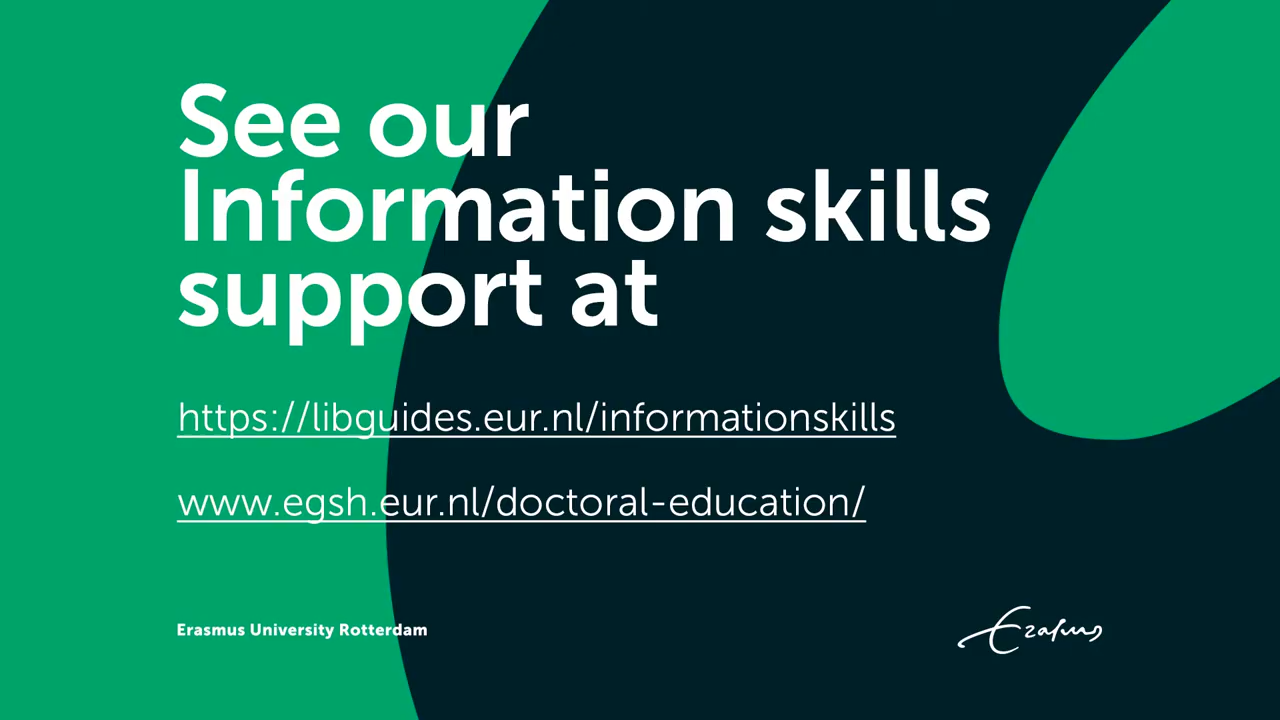 See our
Information skills
support at
https://libguides.eur.nl/informationskills
www.egsh.eur.nl/doctoral-education/
Erasmus University Rotterdam
Erasmus